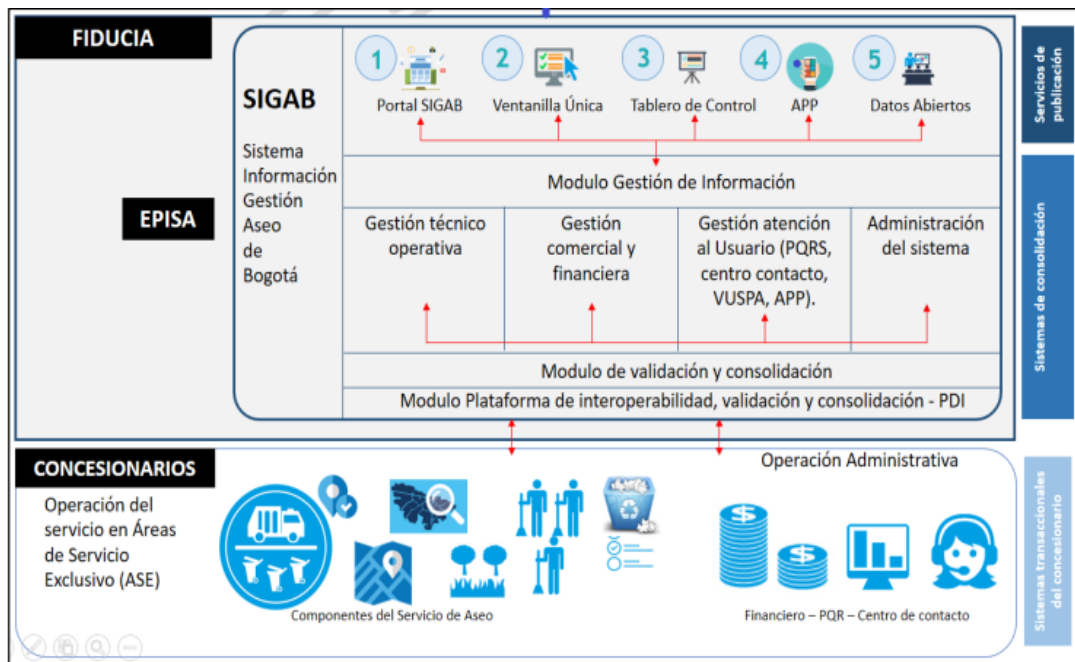 FIDUCIA
EPISA
SIGAB
Sistema
Información
Gestión
Aseo
de
Bogotá
1
2
3
4
5
Portal SIGAB
Ventanilla Única
Tablero de Control
APP
Datos Abiertos
Modulo Gestión de Información
Gestión técnico
operativa
Gestión
comercial y
financiera
Gestión atención
al Usuario (PQRS,
centro contacto,
VUSPA, APP).
Administración
del sistema
Modulo de validación y consolidación
Modulo Plataforma de interoperabilidad, validación y consolidación - PDI
Servicios de
publicación
Sistemas de consolidación
CONCESIONARIOS
Operación del
servicio en Áreas
de Servicio
Exclusivo (ASE)
Componentes del Servicio de Aseo
Operación Administrativa
$
$
Financiero – PQR – Centro de contacto
Sistemas transaccionales
del concesionario